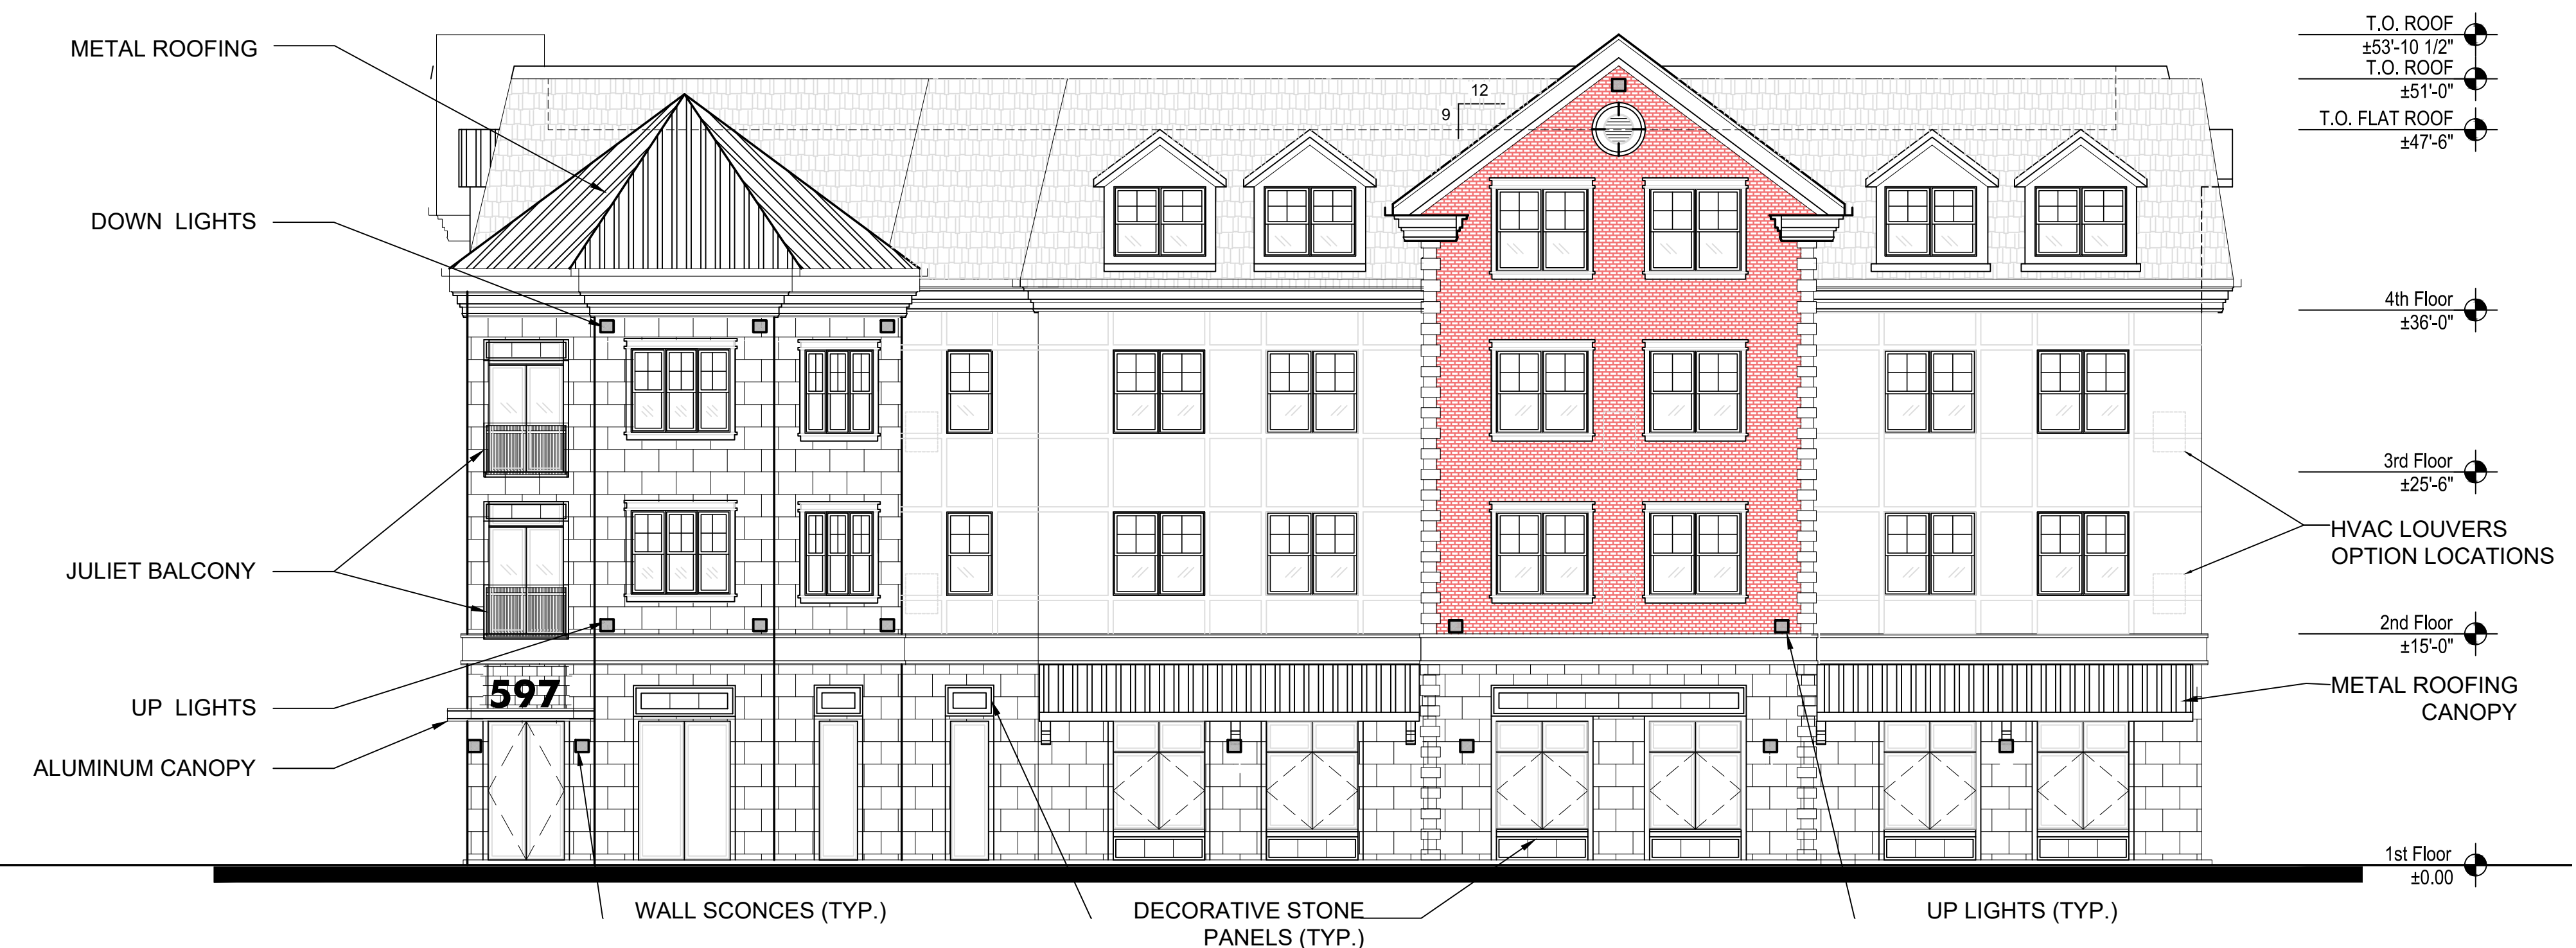 METAL ROOFING
DOWN  LIGHTS
JULIET BALCONY
UP  LIGHTS
ALUMINUM CANOPY
597
12
9
T.O. ROOF
±53'-10 1/2"
T.O. ROOF
±51'-0"
T.O. FLAT ROOF
±47'-6"
4th Floor
±36'-0"
3rd Floor
±25'-6"
HVAC LOUVERS
OPTION LOCATIONS
2nd Floor
±15'-0"
METAL ROOFING
CANOPY
1st Floor
±0.00
WALL SCONCES (TYP.)
DECORATIVE STONE
PANELS (TYP.)
UP LIGHTS (TYP.)